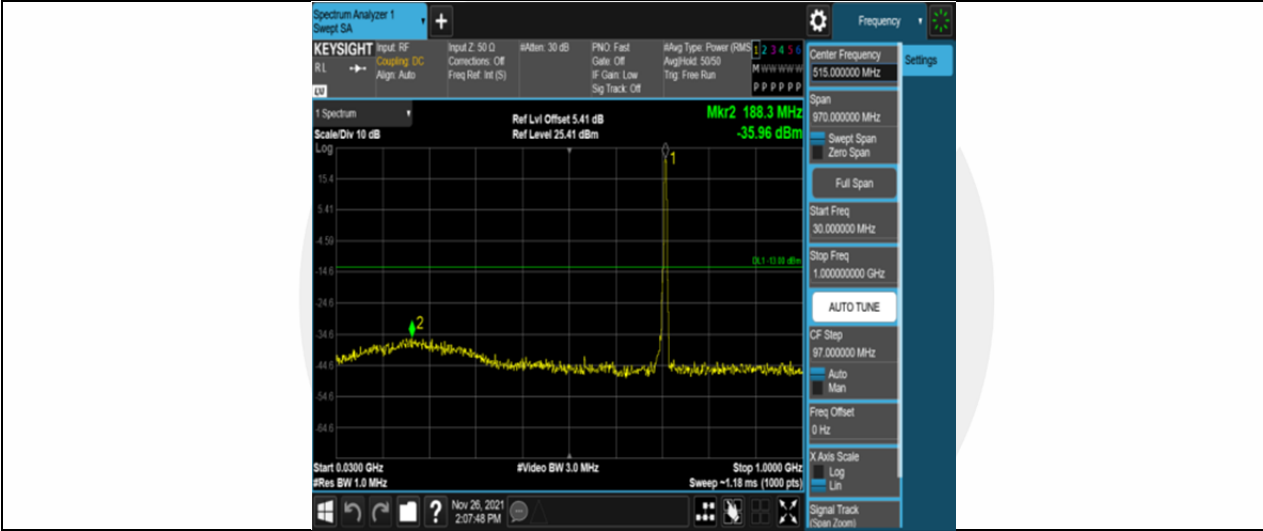 Spectrum Analyzer 1
Swept SA
+
Frequency
KEYSIGHT
RL
Input: RF
Coupling: DC
Align: Auto
Input Z: 50 Ω
Corrections: Off
Freq Ref: Int (S)
#Atten: 30 dB
PNO: Fast
Gate: Off
IF Gain: Low
Sig Track: Off
#Avg Type: Power (RMS
Avg|Hold: 50/50
Trig: Free Run
1 2 3 4 5 6
M W W W W W
P P P P P P
1 Spectrum
Scale/Div 10 dB
Log
Ref Lvl Offset 5.41 dB
Ref Level 25.41 dBm
Mkr2 188.3 MHz
-35.96 dBm
15.4
5.41
-4.59
-14.6
-24.6
-34.6
-44.6
-54.6
-64.6
1
2
DL1 -13.00 dBm
Start 0.0300 GHz
#Res BW 1.0 MHz
#Video BW 3.0 MHz
Stop 1.0000 GHz
Sweep ~1.18 ms (1000 pts)
Nov 26, 2021
2:07:48 PM
?
Center Frequency
515.000000 MHz
Settings
Span
970.000000 MHz
Swept Span
Zero Span
Full Span
Start Freq
30.000000 MHz
Stop Freq
1.000000000 GHz
AUTO TUNE
CF Step
97.000000 MHz
Auto
Man
Freq Offset
0 Hz
X Axis Scale
Log
Lin
Signal Track
(Span Zoom)